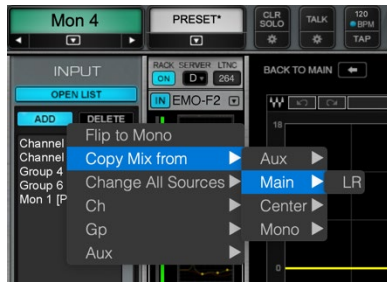 Mon 4
PRESET*
CLR
SOLO
TALK
120
BPM
TAP
INPUT
OPEN LIST
ADD
DELETE
RACK SERVER LTNC
ON
D
264
IN EMO-F2
BACK TO MAIN
Channel
Channel
Group 4
Group 6
Mon 1 [P
Flip to Mono
Copy Mix from
Change All Sources
Ch
Gp
Aux
Aux
Main
Center
Mono
LR
18
0